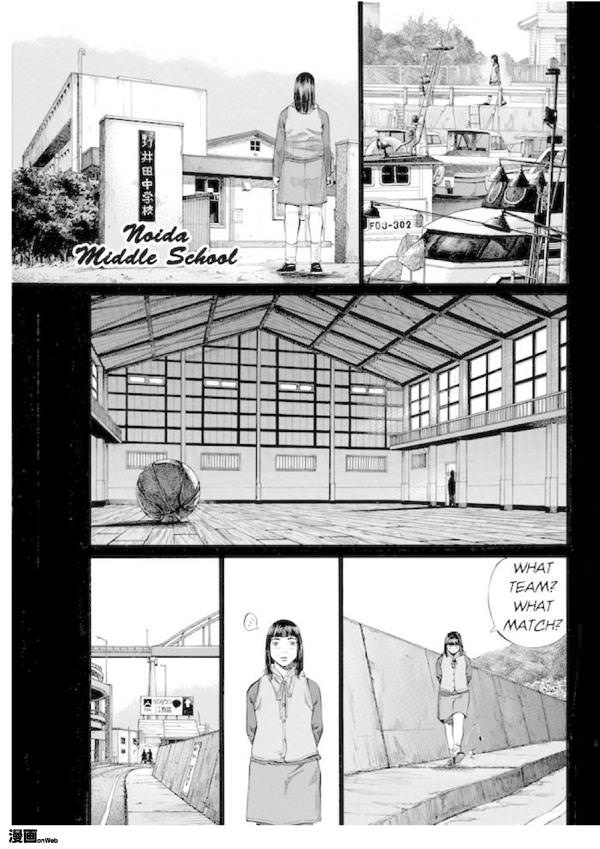 井田中学校
Noida
Middle School
FOJ-302
WHAT
TEAM?
WHAT
MATCH?
漫画onWeb